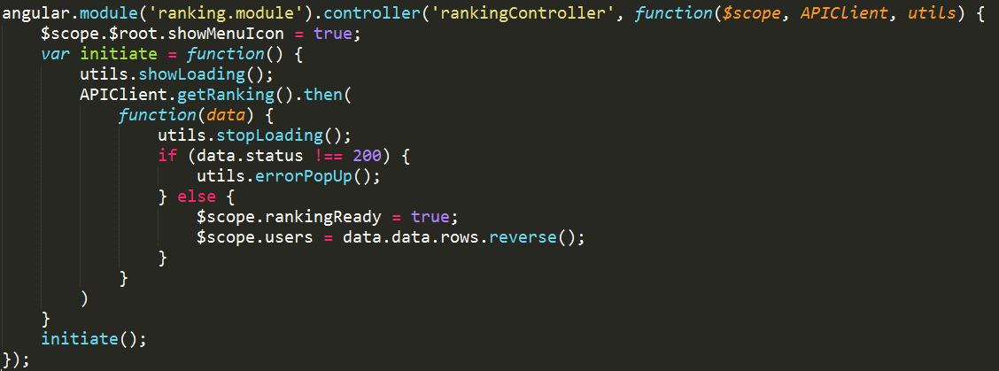 angular.module('ranking.module').controller('rankingController', function($scope, APIClient, utils) {
    $scope.$root.showMenuIcon = true;
    var initiate = function() {
        utils.showLoading();
        APIClient.getRanking().then(
            function(data) {
                utils.stopLoading();
                if (data.status !== 200) {
                    utils.errorPopUp();
                } else {
                    $scope.rankingReady = true;
                    $scope.users = data.data.rows.reverse();
                }
            }
        )
    }
    initiate();
});